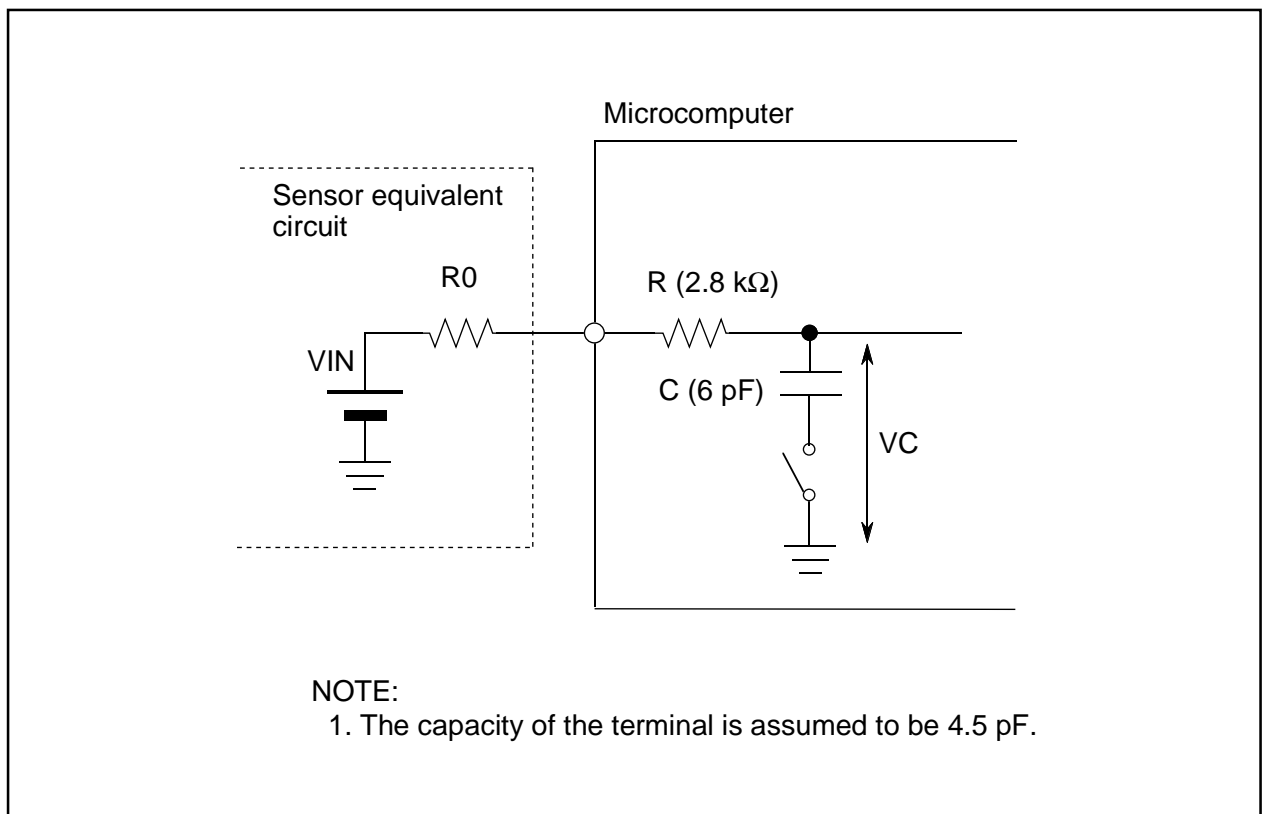 Microcomputer
Sensor equivalent
circuit
R0
R (2.8 kΩ)
VIN
C (6 pF)
VC
NOTE:
1. The capacity of the terminal is assumed to be 4.5 pF.